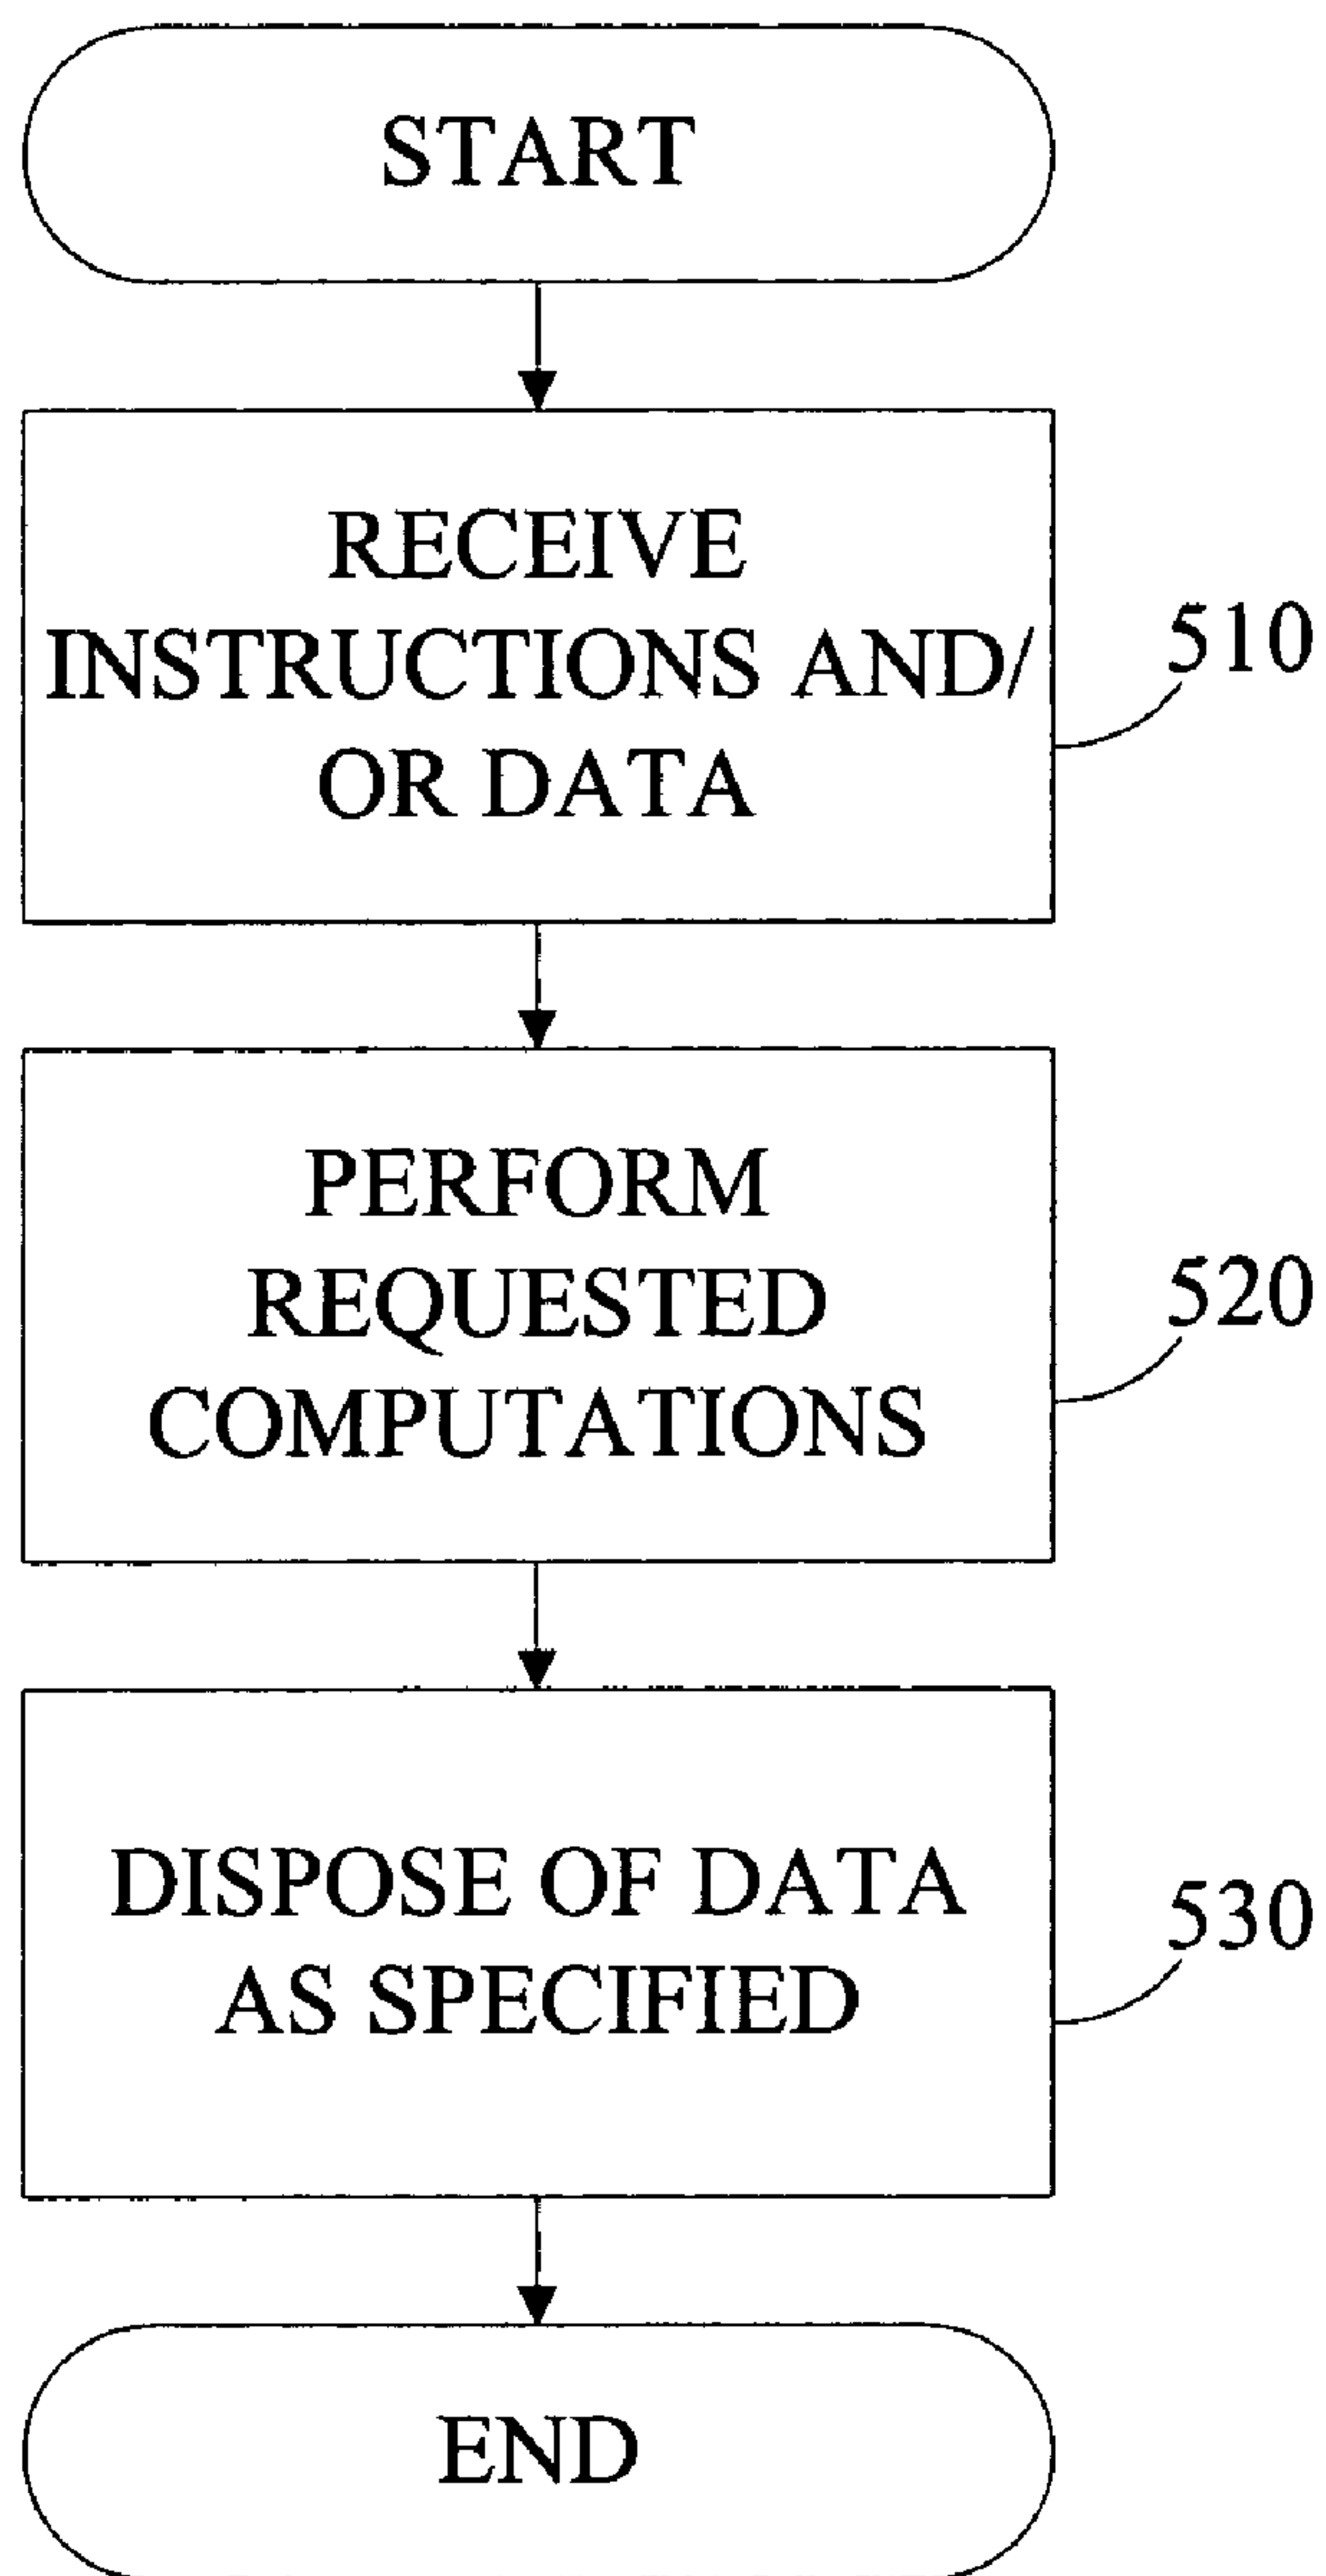 START
RECEIVE
INSTRUCTIONS AND/
OR DATA
510
PERFORM
REQUESTED
COMPUTATIONS
520
DISPOSE OF DATA
AS SPECIFIED
530
END